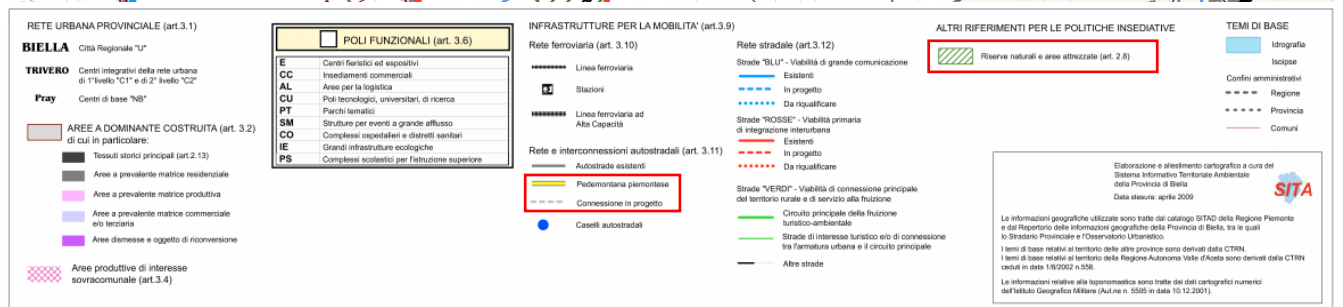 RETE URBANA PROVINCIALE (art.3.1)
BIELLA Città Regionale "U"
TRIVERO Centri integrativi della rete urbana
di 1°livello "C1" e di 2° livello "C2"
Pray Centri di base "NB"
AREE A DOMINANTE COSTRUITA (art. 3.2)
di cui in particolare:
Tessuti storici principali (art.2.13)
Aree a prevalente matrice residenziale
Aree a prevalente matrice produttiva
Aree a prevalente matrice commerciale
e/o terziaria
Aree dismesse e oggetto di riconversione
Aree produttive di interesse
sovracomunale (art.3.4)
POLI FUNZIONALI (art. 3.6)
E Centri fieristici ed espositivi
CC Insediamenti commerciali
AL Aree per la logistica
CU Poli tecnologici, universitari, di ricerca
PT Parchi tematici
SM Strutture per eventi a grande afflusso
CO Complessi ospedalieri e distretti sanitari
IE Grandi infrastrutture ecologiche
PS Complessi scolastici per l'istruzione superiore
INFRASTRUTTURE PER LA MOBILITA' (art.3.9)
Rete ferroviaria (art. 3.10)
Linea ferroviaria
Stazioni
Linea ferroviaria ad
Alta Capacità
Rete e interconnessioni autostradali (art. 3.11)
Autostrade esistenti
Pedemontana piemontese
Connessione in progetto
Caselli autostradali
Rete stradale (art.3.12)
Strade "BLU" - Viabilità di grande comunicazione
Esistenti
In progetto
Da riqualificare
Strade "ROSSE" - Viabilità primaria
di integrazione interurbana
Esistenti
In progetto
Da riqualificare
Strade "VERDI" - Viabilità di connessione principale
del territorio rurale e di servizio alla fruizione
Circuito principale della fruizione
turistico-ambientale
Strade di interesse turistico e/o di connessione
tra l'armatura urbana e il circuito principale
Altre strade
ALTRI RIFERIMENTI PER LE POLITICHE INSEDIATIVE
Riserve naturali e aree attrezzate (art. 2.8)
TEMI DI BASE
Idrografia
Isoipse
Confini amministrativi
Regione
Provincia
Comuni
Elaborazione e allestimento cartografico a cura del
Sistema Informativo Territoriale Ambientale
della Provincia di Biella
Data stesura: aprile 2009
SITA
Le informazioni geografiche utilizzate sono tratte dal catalogo SITAD della Regione Piemonte
e dal Repertorio delle informazioni geografiche della Provincia di Biella, tra le quali
lo Stradario Provinciale e l'Osservatorio Urbanistico.
I temi di base relativi al territorio delle altre province sono derivati dalla CTRN.
I temi di base relativi al territorio della Regione Autonoma Valle d'Aosta sono derivati dalla CTRN
ceduti in data 1/8/2002 n.558.
Le informazioni relative alla toponomastica sono tratte dai dati cartografici numerici
dell'Istituto Geografico Militare (Aut.ne n. 5505 in data 10.12.2001).